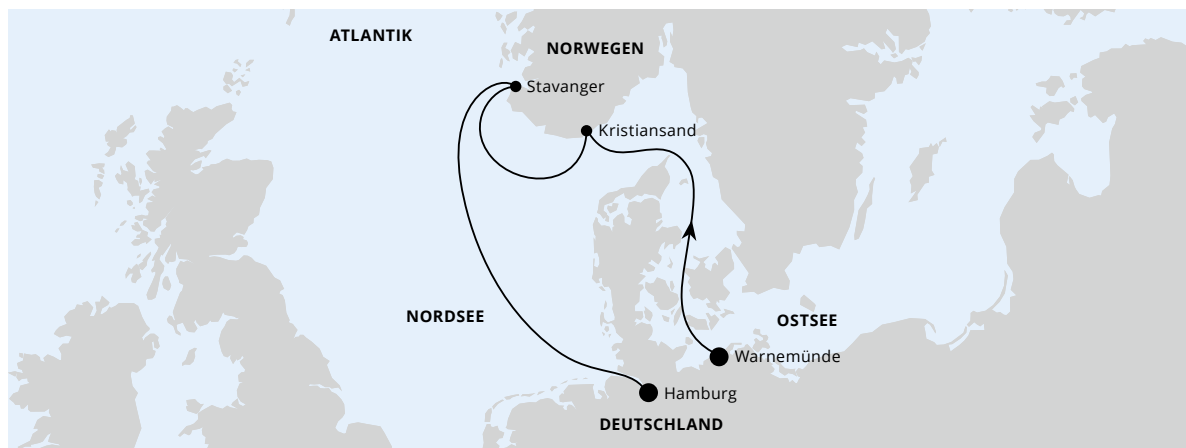 ATLANTIK
NORWEGEN
Stavanger
Kristiansand
NORDSEE
OSTSEE
Warnemünde
Hamburg
DEUTSCHLAND